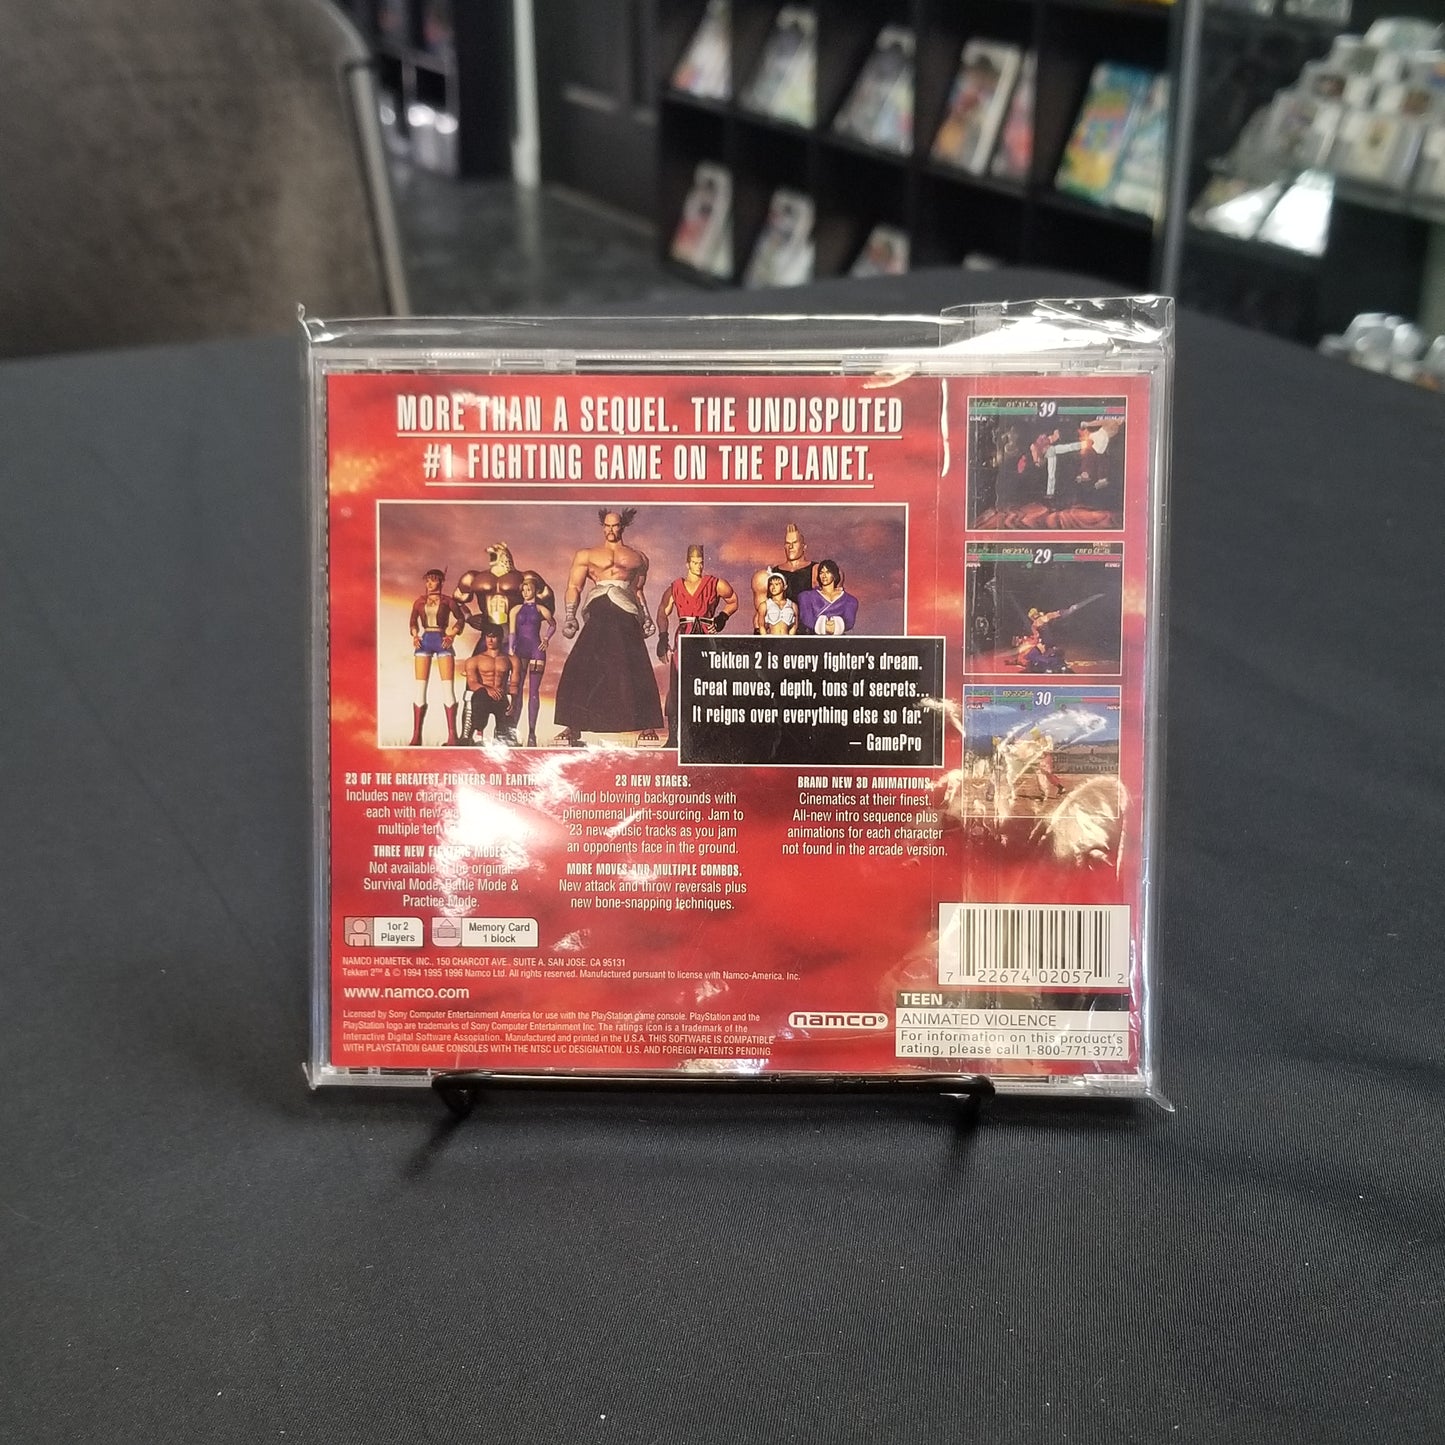 MORE THAN A SEQUEL. THE UNDISPUTED
#1 FIGHTING GAME ON THE PLANET.
"Tekken 2 is every fighter's dream.
Great moves, depth, tons of secrets...
It reigns over everything else so far."
— GamePro
23 OF THE GREATEST FIGHTERS ON EARTH
Includes new
each with new
multiple
THREE NEW FIGHTING MODES.
Not available in the original:
Survival Mode, Battle Mode &
Practice Mode.
23 NEW STAGES.
Mind blowing backgrounds with
phenomenal light-sourcing. Jam to
23 new music tracks as you jam
an opponents face in the ground.
MORE MOVES AND MULTIPLE COMBOS.
New attack and throw reversals plus
new bone-snapping techniques.
BRAND NEW 3D ANIMATIONS.
Cinematics at their finest.
All-new intro sequence plus
animations for each character
not found in the arcade version.
39
29
30
1 or 2
Players
Memory Card
1 block
NAMCO HOMETEK, INC., 150 CHARCOT AVE., SUITE A, SAN JOSE, CA 95131
Tekken 2™ & © 1994 1995 1996 Namco Ltd. All rights reserved. Manufactured pursuant to license with Namco-America, Inc.
www.namco.com
Licensed by Sony Computer Entertainment America for use with the PlayStation game console. PlayStation and the
PlayStation logo are trademarks of Sony Computer Entertainment Inc. The ratings icon is a trademark of the
Interactive Digital Software Association. Manufactured and printed in the U.S.A. THIS SOFTWARE IS COMPATIBLE
WITH PLAYSTATION GAME CONSOLES WITH THE NTSC U/C DESIGNATION. U.S. AND FOREIGN PATENTS PENDING.
namco®
7 22674 02057 2
TEEN
ANIMATED VIOLENCE
For information on this product's
rating, please call 1-800-771-3772